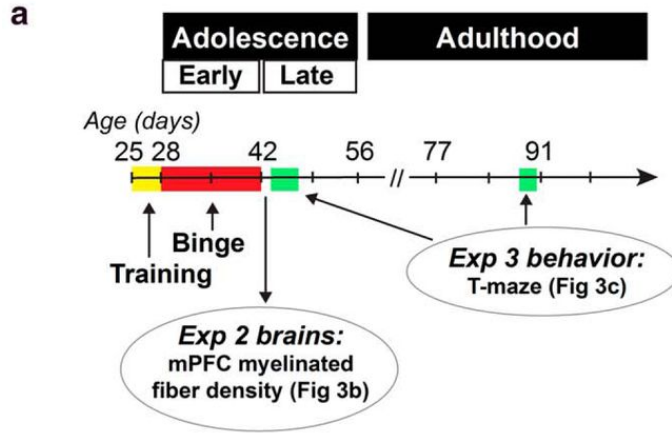 a
Adolescence Adulthood
Early Late
Age (days)
25 28 42 56 // 77 91
Binge
Training
Exp 3 behavior:
T-maze (Fig 3c)
Exp 2 brains:
mPFC myelinated
fiber density (Fig 3b)